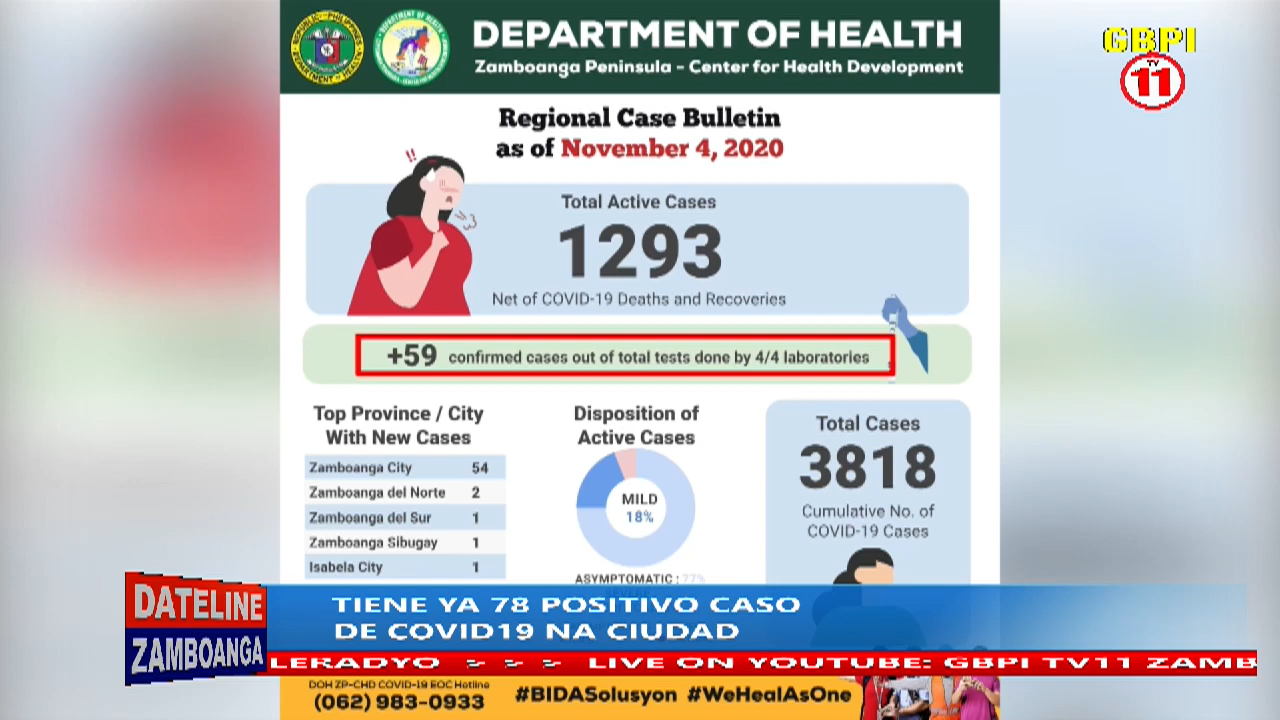 DEPARTMENT OF HEALTH
Zamboanga Peninsula - Center for Health Development
GBPI
TV
11
Regional Case Bulletin
as of November 4, 2020
!!
Total Active Cases
1293
Net of COVID-19 Deaths and Recoveries
+59 confirmed cases out of total tests done by 4/4 laboratories
Top Province / City
With New Cases
Zamboanga City 54
Zamboanga del Norte 2
Zamboanga del Sur 1
Zamboanga Sibugay 1
Isabela City 1
Disposition of
Active Cases
MILD
18%
ASYMPTOMATIC : 77%
Total Cases
3818
Cumulative No. of
COVID-19 Cases
DATELINE
ZAMBOANGA
TIENE YA 78 POSITIVO CASO
DE COVID19 NA CIUDAD
LERADYO LIVE ON YOUTUBE: GBPI TV11 ZAMB
DOH ZP-CHD COVID-19 EOC Hotline
(062) 983-0933
#BIDASolusyon #WeHealAsOne